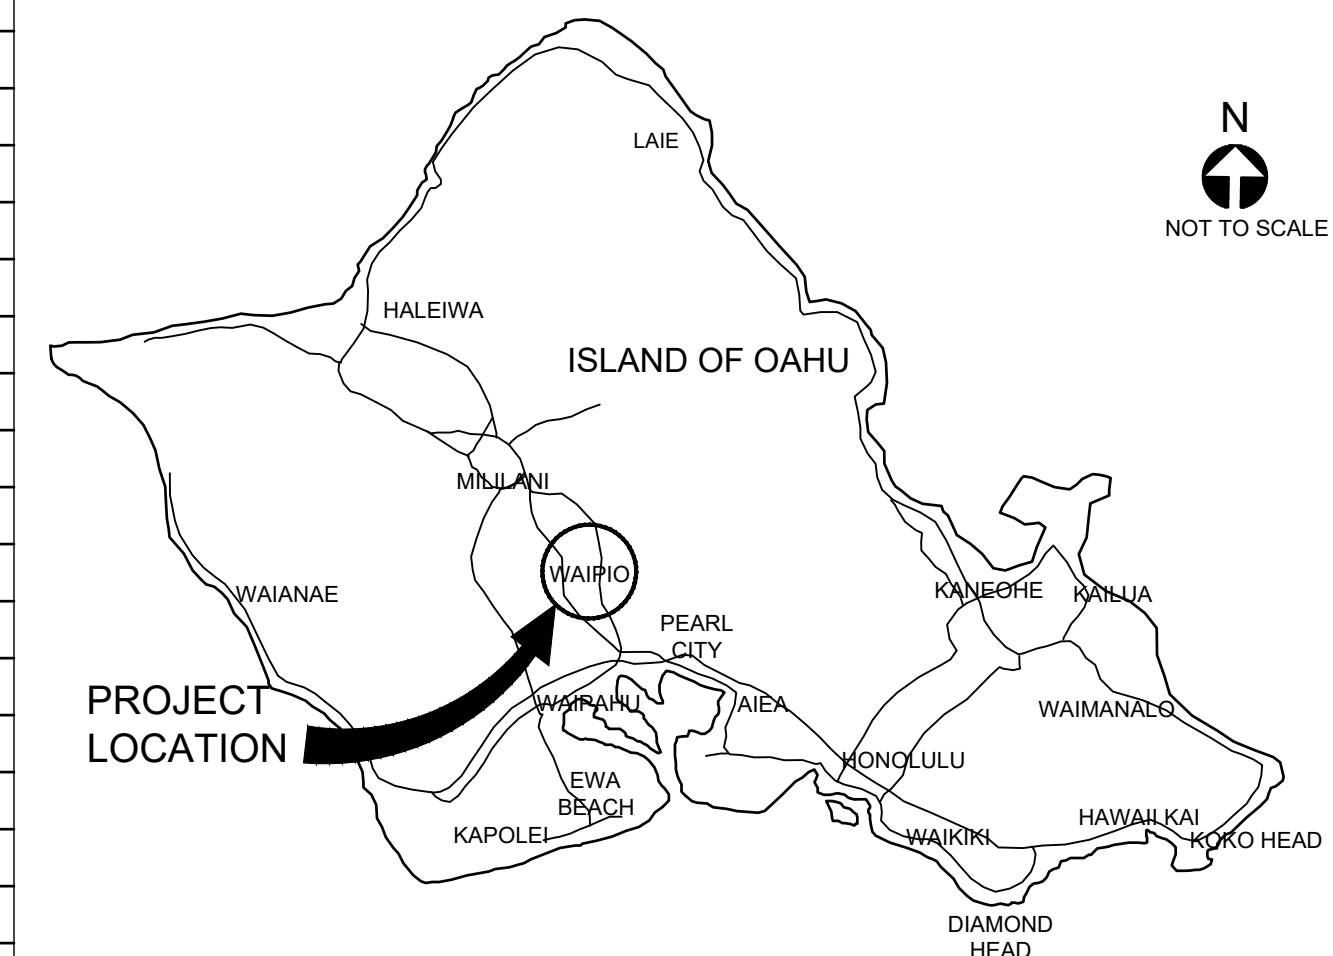 LAIE
N
NOT TO SCALE
HALEIWA
ISLAND OF OAHU
MILILANI
WAIPIO
WAIANAE
KANEOHE
KAILUA
PEARL
CITY
PROJECT
LOCATION
WAIPAHU
AIEA
WAIMANALO
HONOLULU
EWA
BEACH
KAPOLEI
WAIKIKI
HAWAII KAI
KOKO HEAD
DIAMOND
HEAD